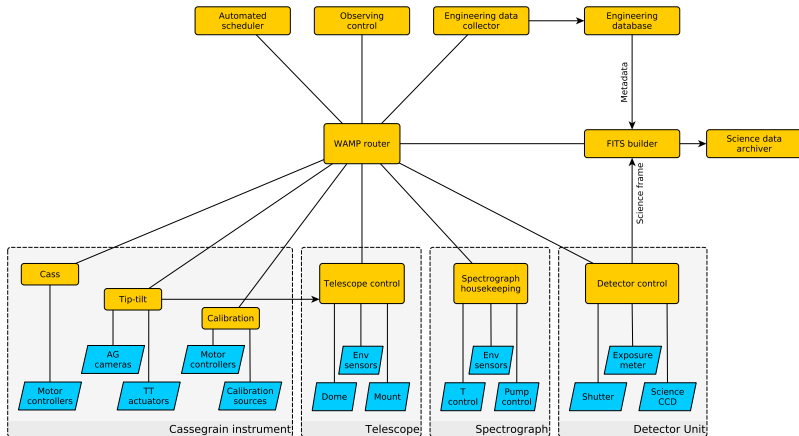 Automated
scheduler
Observing
control
Engineering data
collector
Engineering
database
Metadata
WAMP router
FITS builder
Science data
archiver
Science frame
Cass
Tip-tilt
Calibration
Telescope control
Spectrograph
housekeeping
Detector control
AG
cameras
Motor
controllers
Env
sensors
Env
sensors
Exposure
meter
Motor
controllers
TT
actuators
Calibration
sources
Dome
Mount
T
control
Pump
control
Shutter
Science
CCD
Cassegrain instrument
Telescope
Spectrograph
Detector Unit